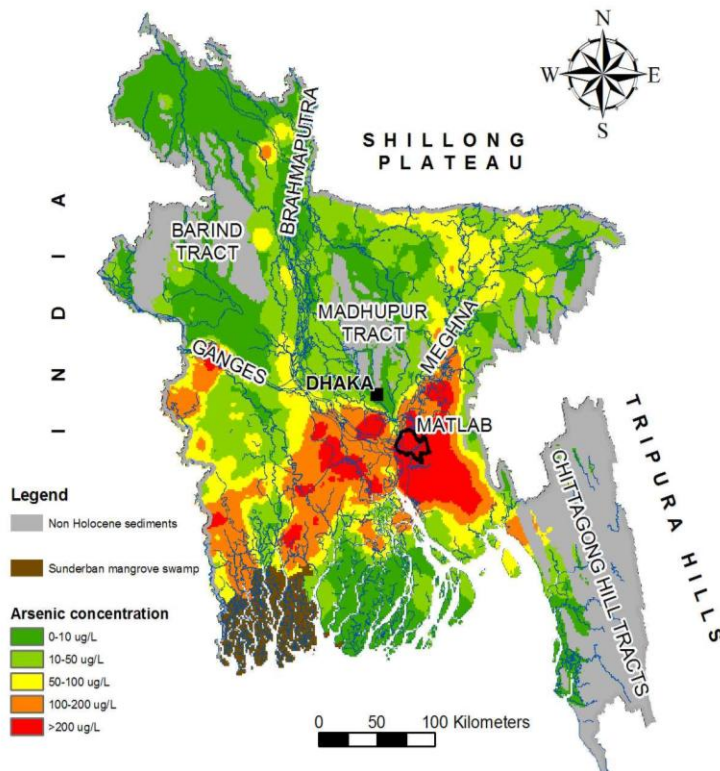 N
W E
S
SHILLONG
PLATEAU
BRAHMAPUTRA
BARIND
TRACT
INDIA
MADHUPUR
TRACT
MEGHNA
GANGES
DHAKA
MATLAB
TRIPURA HILLS
CHITTAGONG HILL TRACTS
Legend
Non Holocene sediments
Sunderban mangrove swamp
Arsenic concentration
0-10 ug/L
10-50 ug/L
50-100 ug/L
100-200 ug/L
>200 ug/L
0 50 100 Kilometers